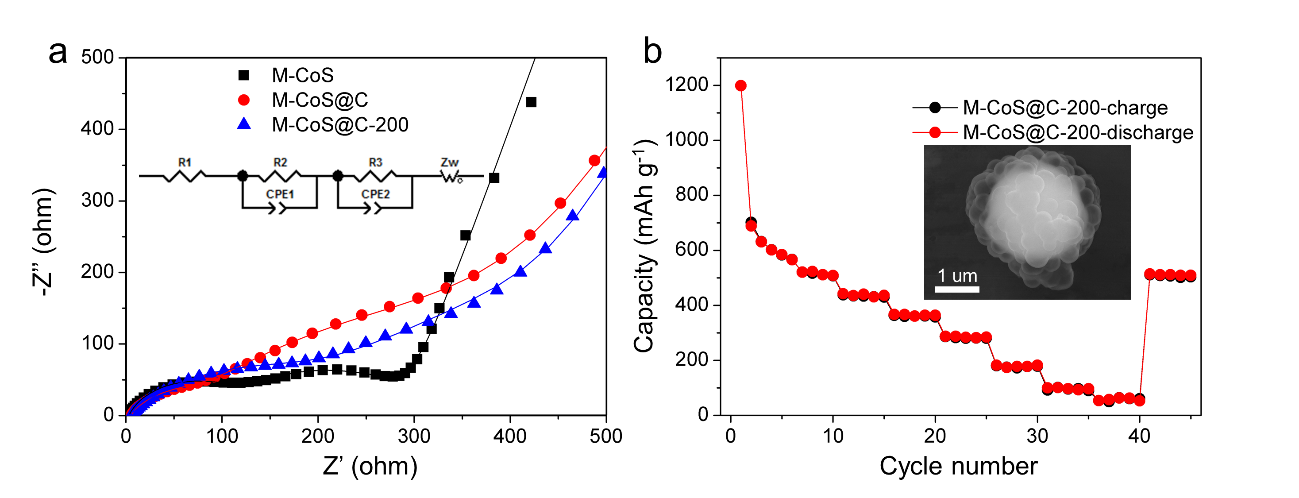 a
500
400
300
200
100
0
-Z” (ohm)
M-CoS
M-CoS@C
M-CoS@C-200
R1
R2
R3
Zw
CPE1
CPE2
0
100
200
300
400
500
Z’ (ohm)
b
1200
1000
800
600
400
200
0
Capacity (mAh g-1)
M-CoS@C-200-charge
M-CoS@C-200-discharge
1 um
0
10
20
30
40
Cycle number